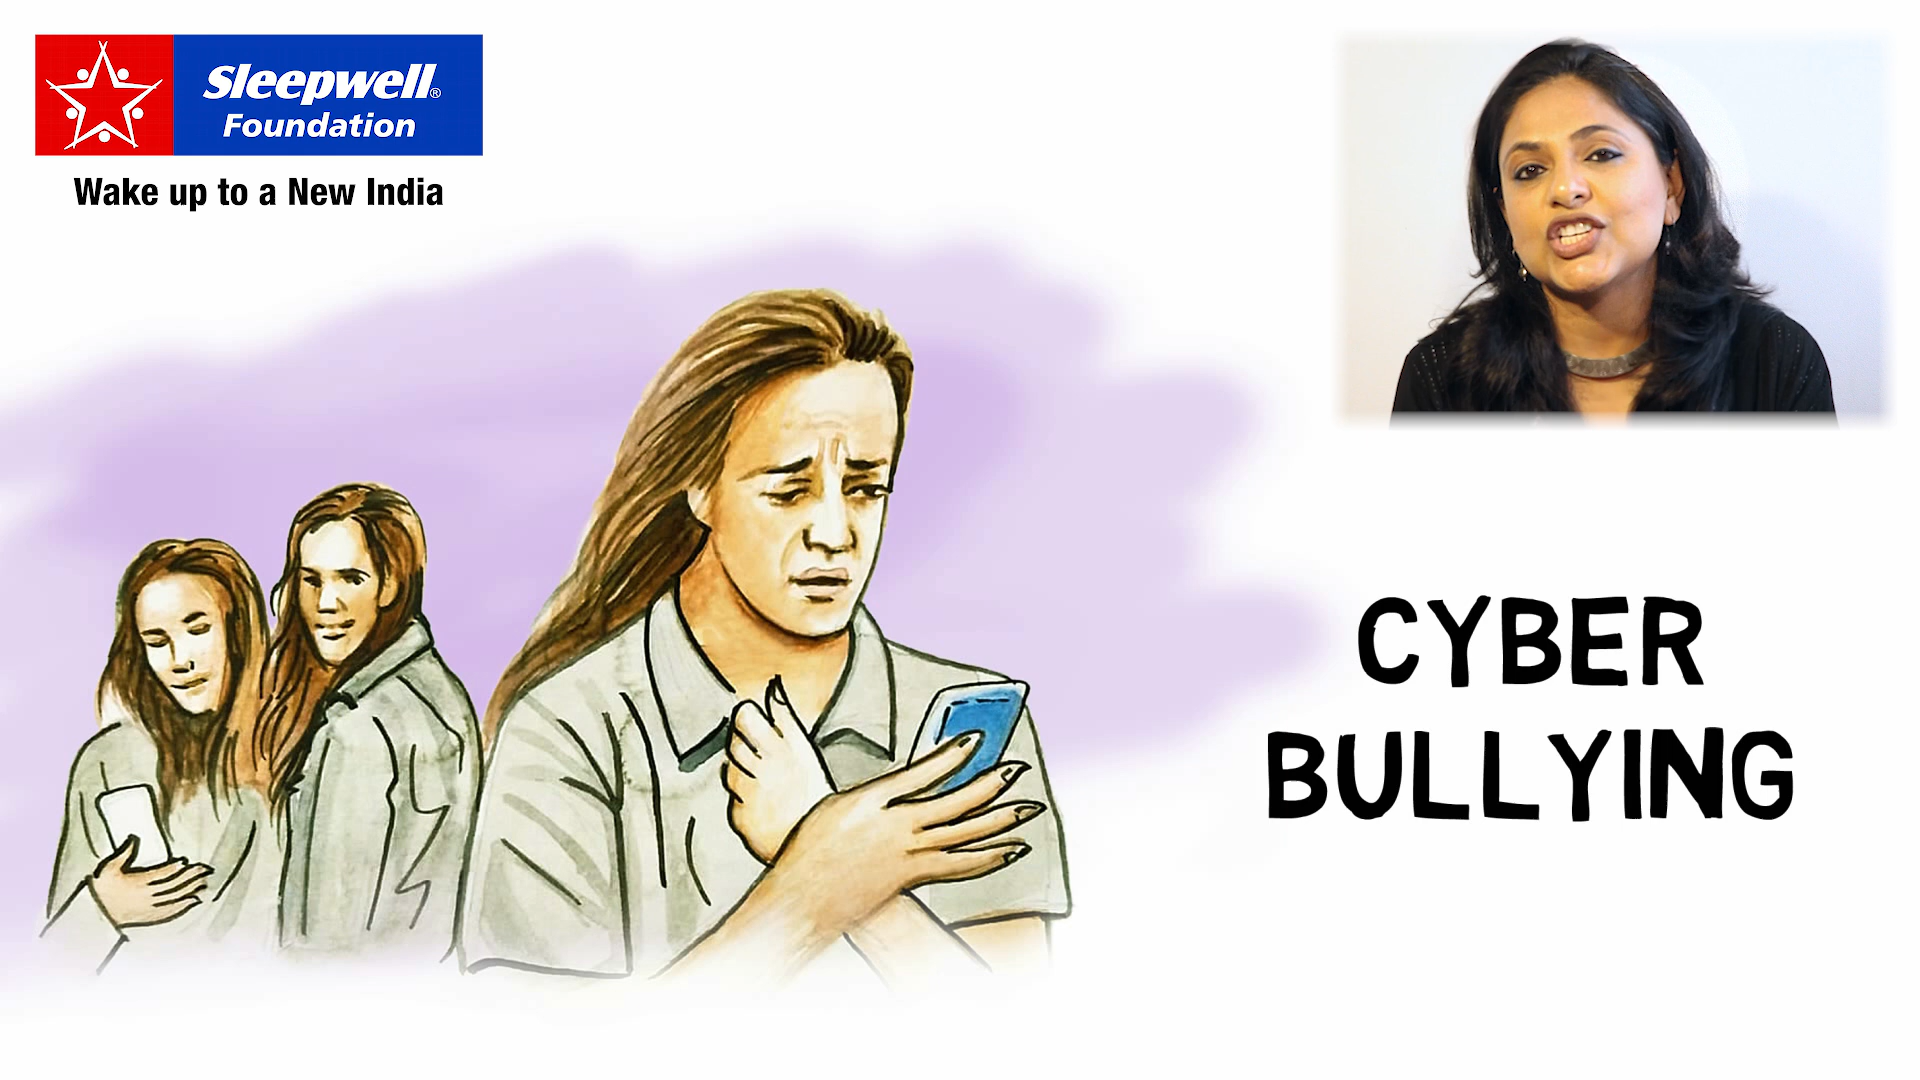 Sleepwell®
Foundation
Wake up to a New India
CYBER
BULLYING